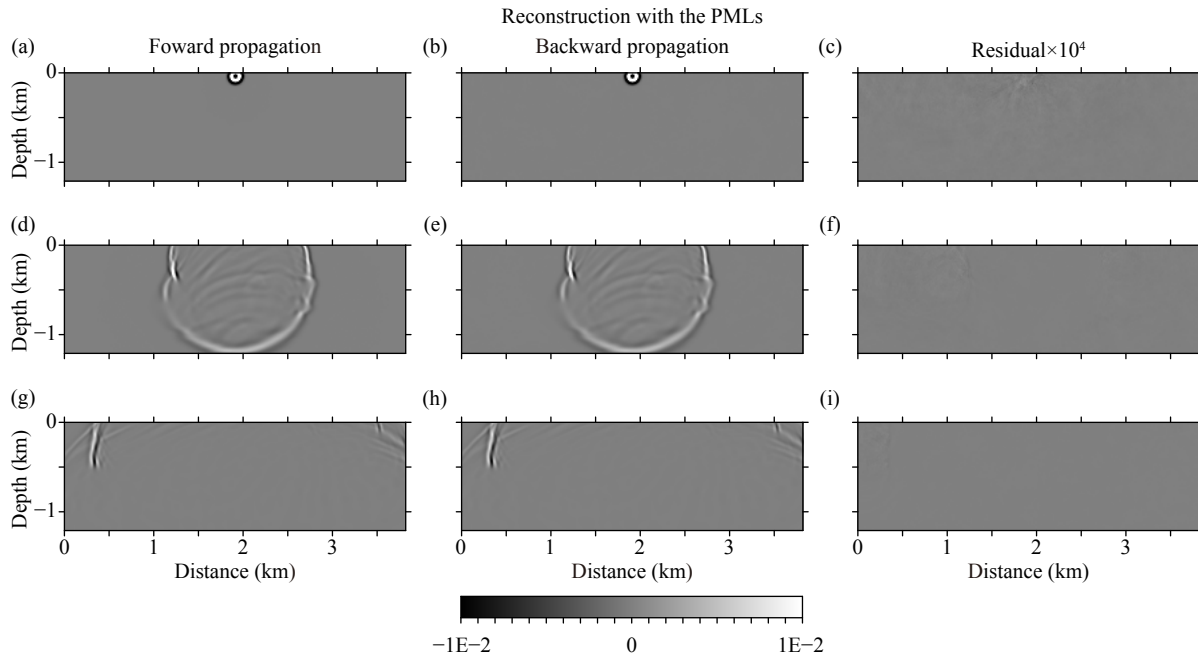 Reconstruction with the PMLs
(a) Foward propagation (b) Backward propagation (c) Residual×10⁴
0
Depth (km)
−1
(d) (e) (f)
0
Depth (km)
−1
(g) (h) (i)
0
Depth (km)
−1
0 1 2 3 0 1 2 3 0 1 2 3
Distance (km) Distance (km) Distance (km)
−1E−2 0 1E−2